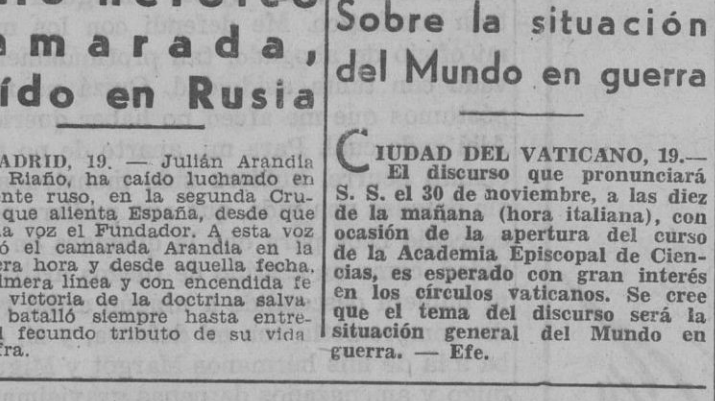 amarada
ído en Rusia
ADRID, 19. — Julián Arandia
Riaño, ha caído luchando en
nte ruso, en la segunda Cru-
que alienta España, desde que
a voz el Fundador. A esta voz
ó el camarada Arandia en la
era hora y desde aquella fecha,
imera línea y con encendida fe
victoria de la doctrina salva
batalló siempre hasta entre-
l fecundo tributo de su vida
fra.
Sobre la situación
del Mundo en guerra
CIUDAD DEL VATICANO, 19.—
El discurso que pronunciará
S. S. el 30 de noviembre, a las diez
de la mañana (hora italiana), con
ocasión de la apertura del curso
de la Academia Episcopal de Cien-
cias, es esperado con gran interés
en los círculos vaticanos. Se cree
que el tema del discurso será la
situación general del Mundo en
guerra. — Efe.